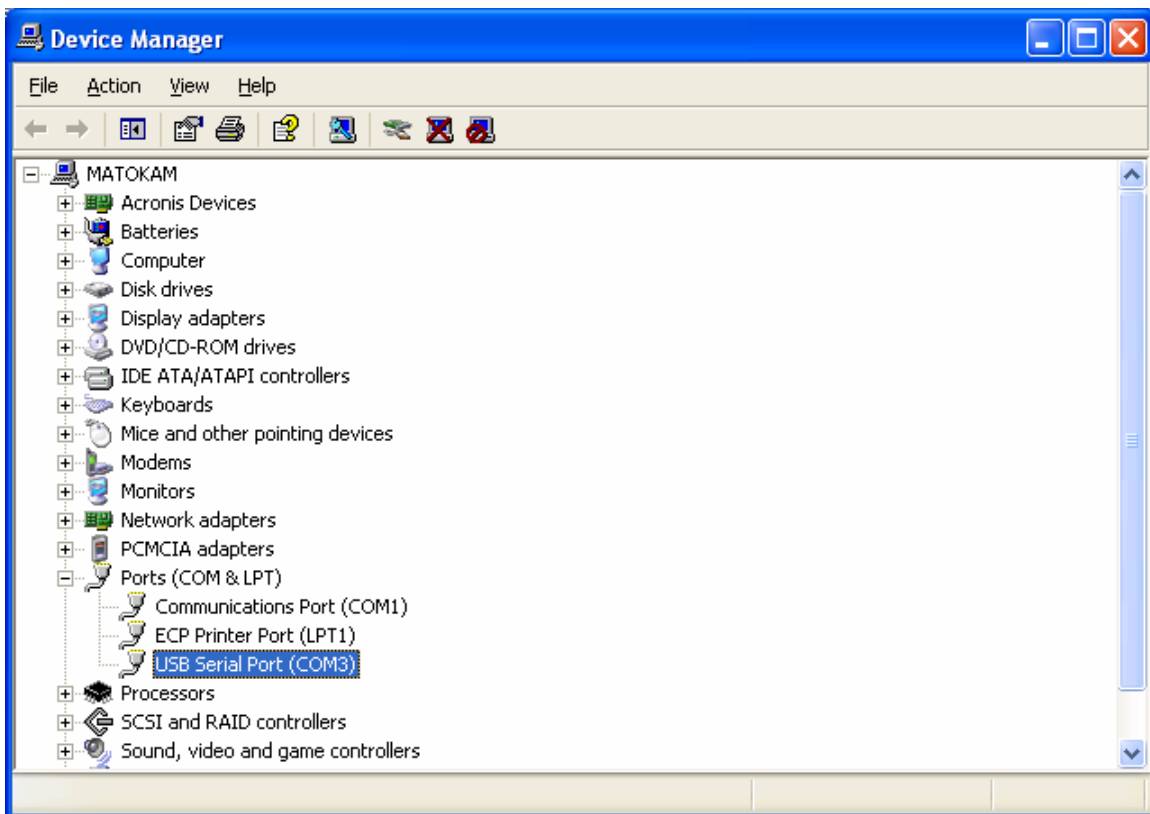 Device Manager
File Action View Help
MATOKAM
Acronis Devices
Batteries
Computer
Disk drives
Display adapters
DVD/CD-ROM drives
IDE ATA/ATAPI controllers
Keyboards
Mice and other pointing devices
Modems
Monitors
Network adapters
PCMCIA adapters
Ports (COM & LPT)
Communications Port (COM1)
ECP Printer Port (LPT1)
USB Serial Port (COM3)
Processors
SCSI and RAID controllers
Sound, video and game controllers